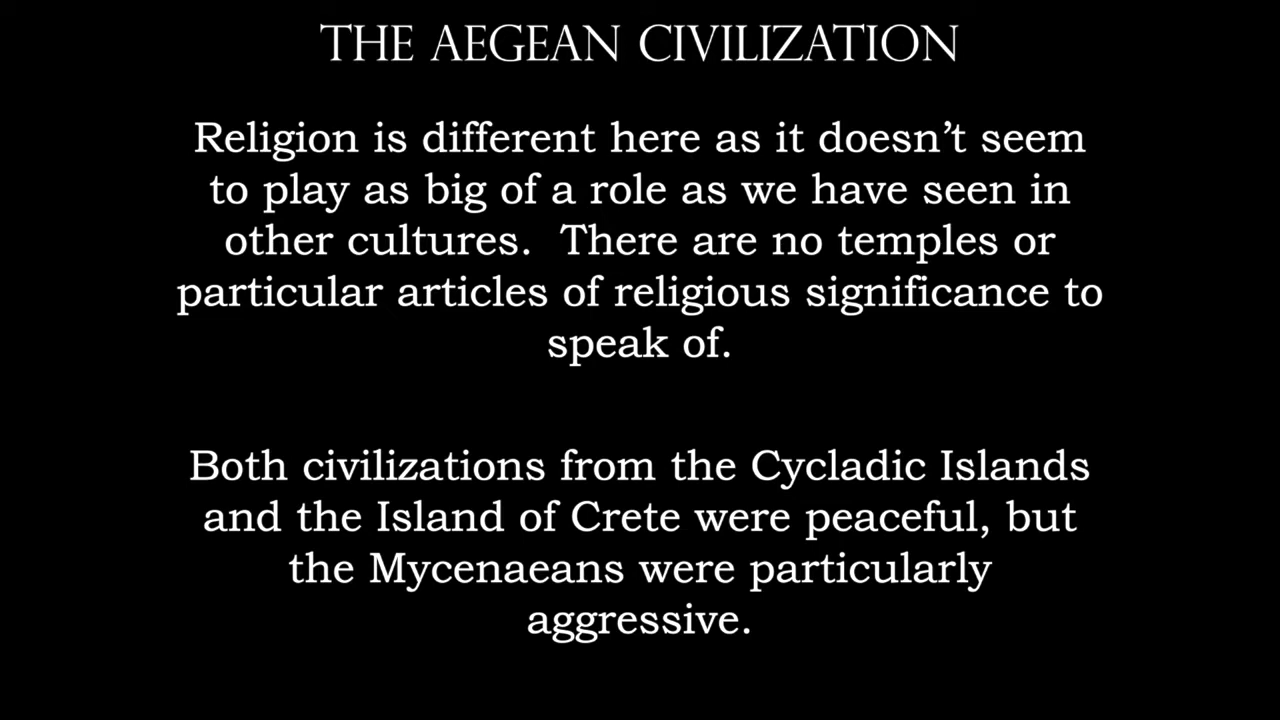 THE AEGEAN CIVILIZATION
Religion is different here as it doesn’t seem
to play as big of a role as we have seen in
other cultures.  There are no temples or
particular articles of religious significance to
speak of.
Both civilizations from the Cycladic Islands
and the Island of Crete were peaceful, but
the Mycenaeans were particularly
aggressive.